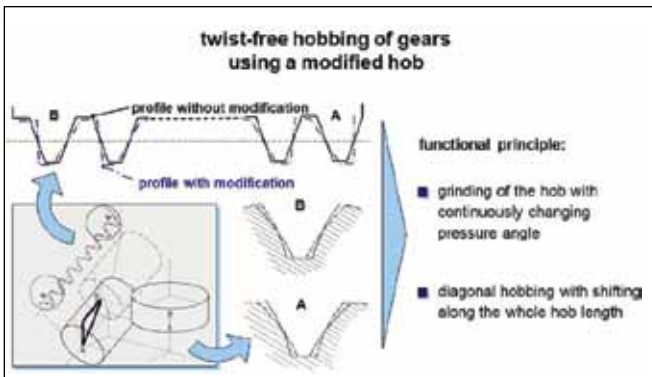 twist-free hobbing of gears
using a modified hob
B
profile without modification
A
profile with modification
B
A
functional principle:
grinding of the hob with
continuously changing
pressure angle
diagonal hobbing with shifting
along the whole hob length